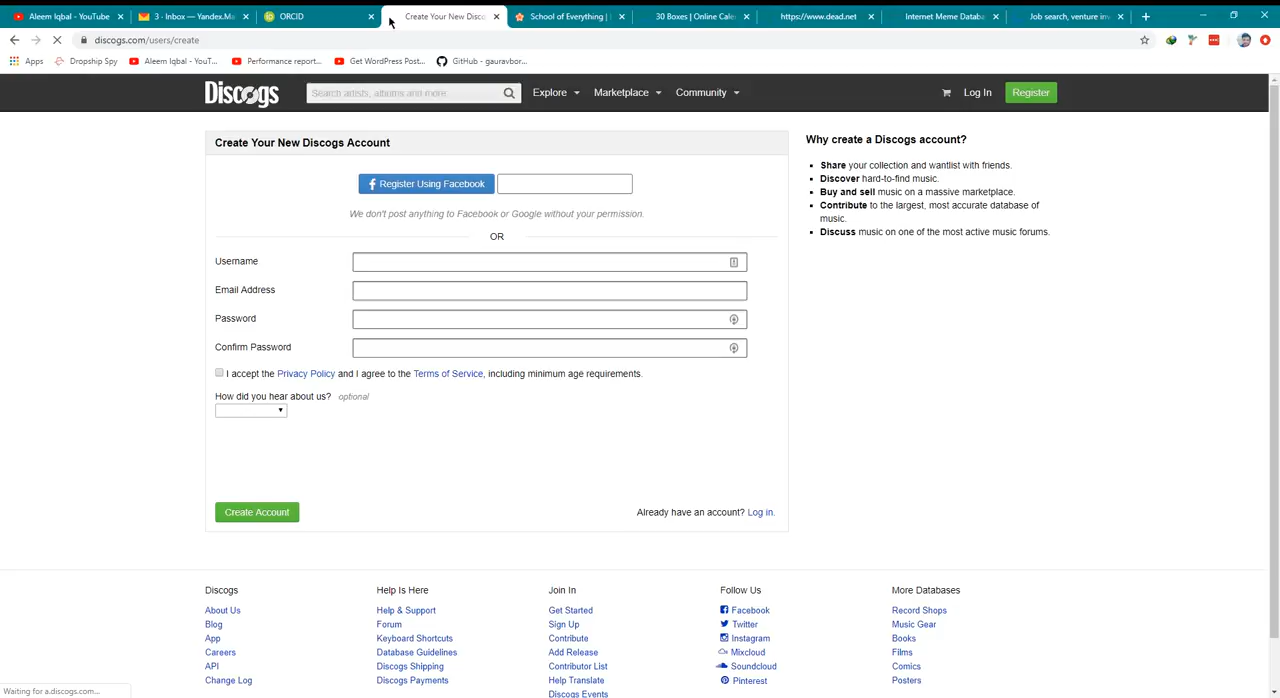 Aleem Iqbal - YouTube
3 · Inbox — Yandex.Ma
ORCID
Create Your New Disco
School of Everything |
30 Boxes | Online Cale
https://www.dead.net
Internet Meme Databa
Job search, venture inv
discogs.com/users/create
Apps
Dropship Spy
Aleem Iqbal - YouT...
Performance report...
Get WordPress Post...
GitHub - gauravbor...
Discogs
Search artists, albums and more...
Explore
Marketplace
Community
Log In
Register
Create Your New Discogs Account
Register Using Facebook
We don't post anything to Facebook or Google without your permission.
OR
Username
Email Address
Password
Confirm Password
I accept the Privacy Policy and I agree to the Terms of Service, including minimum age requirements.
How did you hear about us? optional
Create Account
Already have an account? Log in.
Why create a Discogs account?
Share your collection and wantlist with friends.
Discover hard-to-find music.
Buy and sell music on a massive marketplace.
Contribute to the largest, most accurate database of
music.
Discuss music on one of the most active music forums.
Discogs
About Us
Blog
App
Careers
API
Change Log
Help Is Here
Help & Support
Forum
Keyboard Shortcuts
Database Guidelines
Discogs Shipping
Discogs Payments
Join In
Get Started
Sign Up
Contribute
Add Release
Contributor List
Help Translate
Discogs Events
Follow Us
Facebook
Twitter
Instagram
Mixcloud
Soundcloud
Pinterest
More Databases
Record Shops
Music Gear
Books
Films
Comics
Posters
Waiting for a.discogs.com...